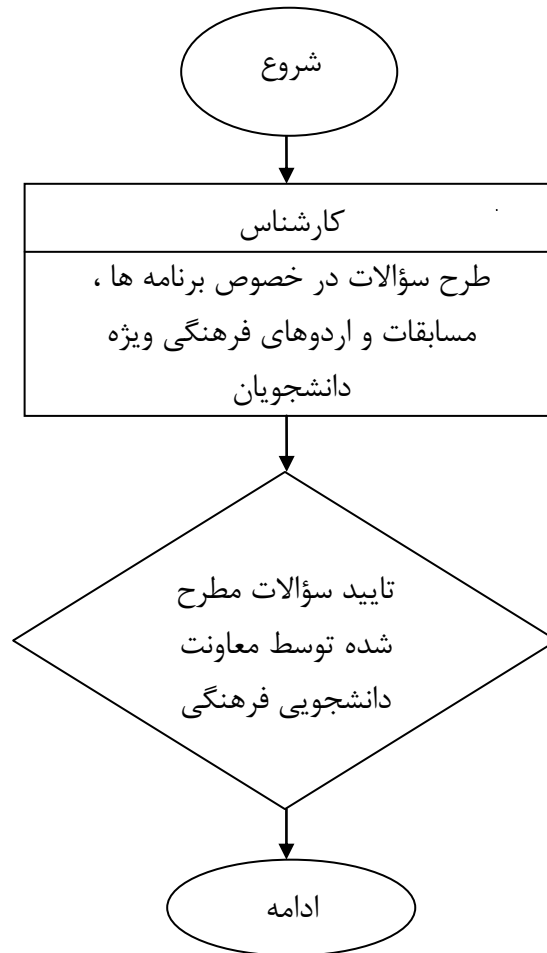 شروع
کارشناس
طرح سؤالات در خصوص برنامه ها ،
مسابقات و اردوهای فرهنگی ویژه
دانشجویان
تایید سؤالات مطرح
شده توسط معاونت
دانشجویی فرهنگی
ادامه